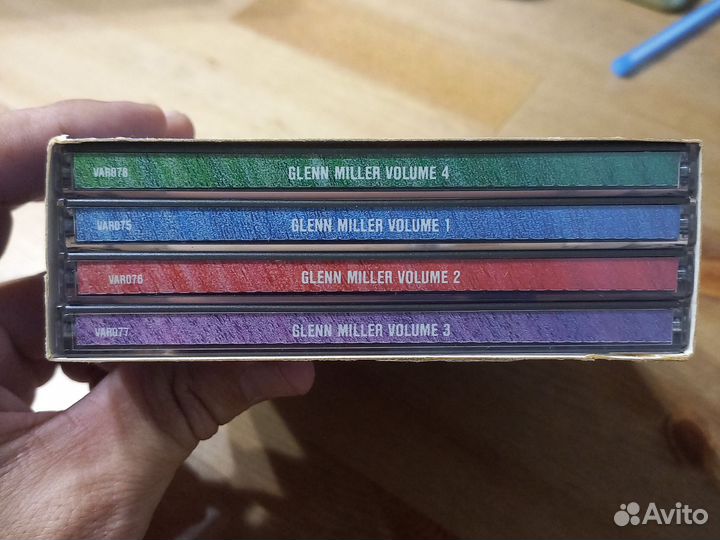 VAR078 GLENN MILLER VOLUME 4
VAR075 GLENN MILLER VOLUME 1
VAR076 GLENN MILLER VOLUME 2
VAR077 GLENN MILLER VOLUME 3
Avito